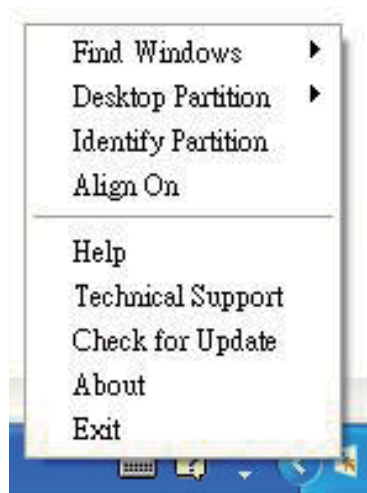 Find Windows
Desktop Partition
Identify Partition
Align On
Help
Technical Support
Check for Update
About
Exit